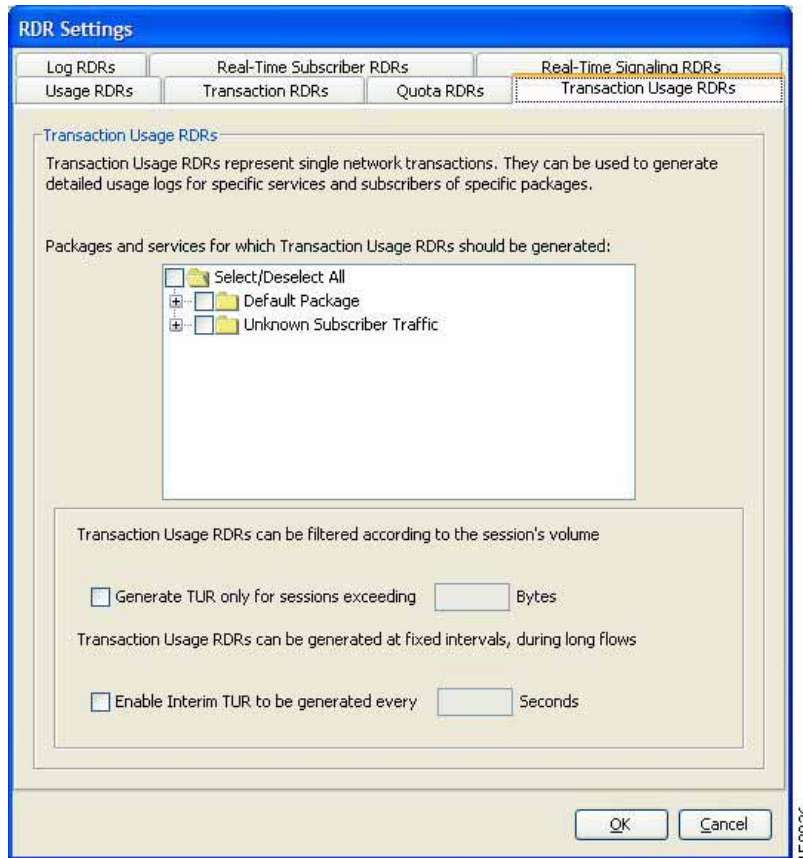 RDR Settings
Log RDRs
Real-Time Subscriber RDRs
Real-Time Signaling RDRs
Usage RDRs
Transaction RDRs
Quota RDRs
Transaction Usage RDRs
Transaction Usage RDRs
Transaction Usage RDRs represent single network transactions. They can be used to generate
detailed usage logs for specific services and subscribers of specific packages.
Packages and services for which Transaction Usage RDRs should be generated:
Select/Deselect All
Default Package
Unknown Subscriber Traffic
Transaction Usage RDRs can be filtered according to the session's volume
Generate TUR only for sessions exceeding Bytes
Transaction Usage RDRs can be generated at fixed intervals, during long flows
Enable Interim TUR to be generated every Seconds
OK
Cancel